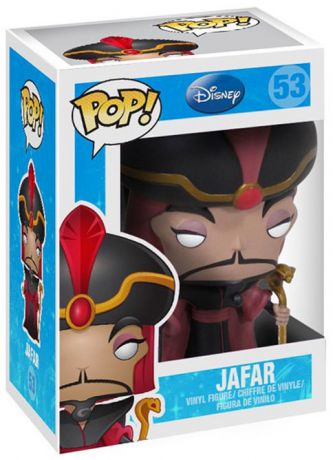 POP!
JAFAR
53
POP!
Disney
53
JAFAR
VINYL FIGURE/ CHIFFRE DE VINYLE/
FIGURA DE VINILO